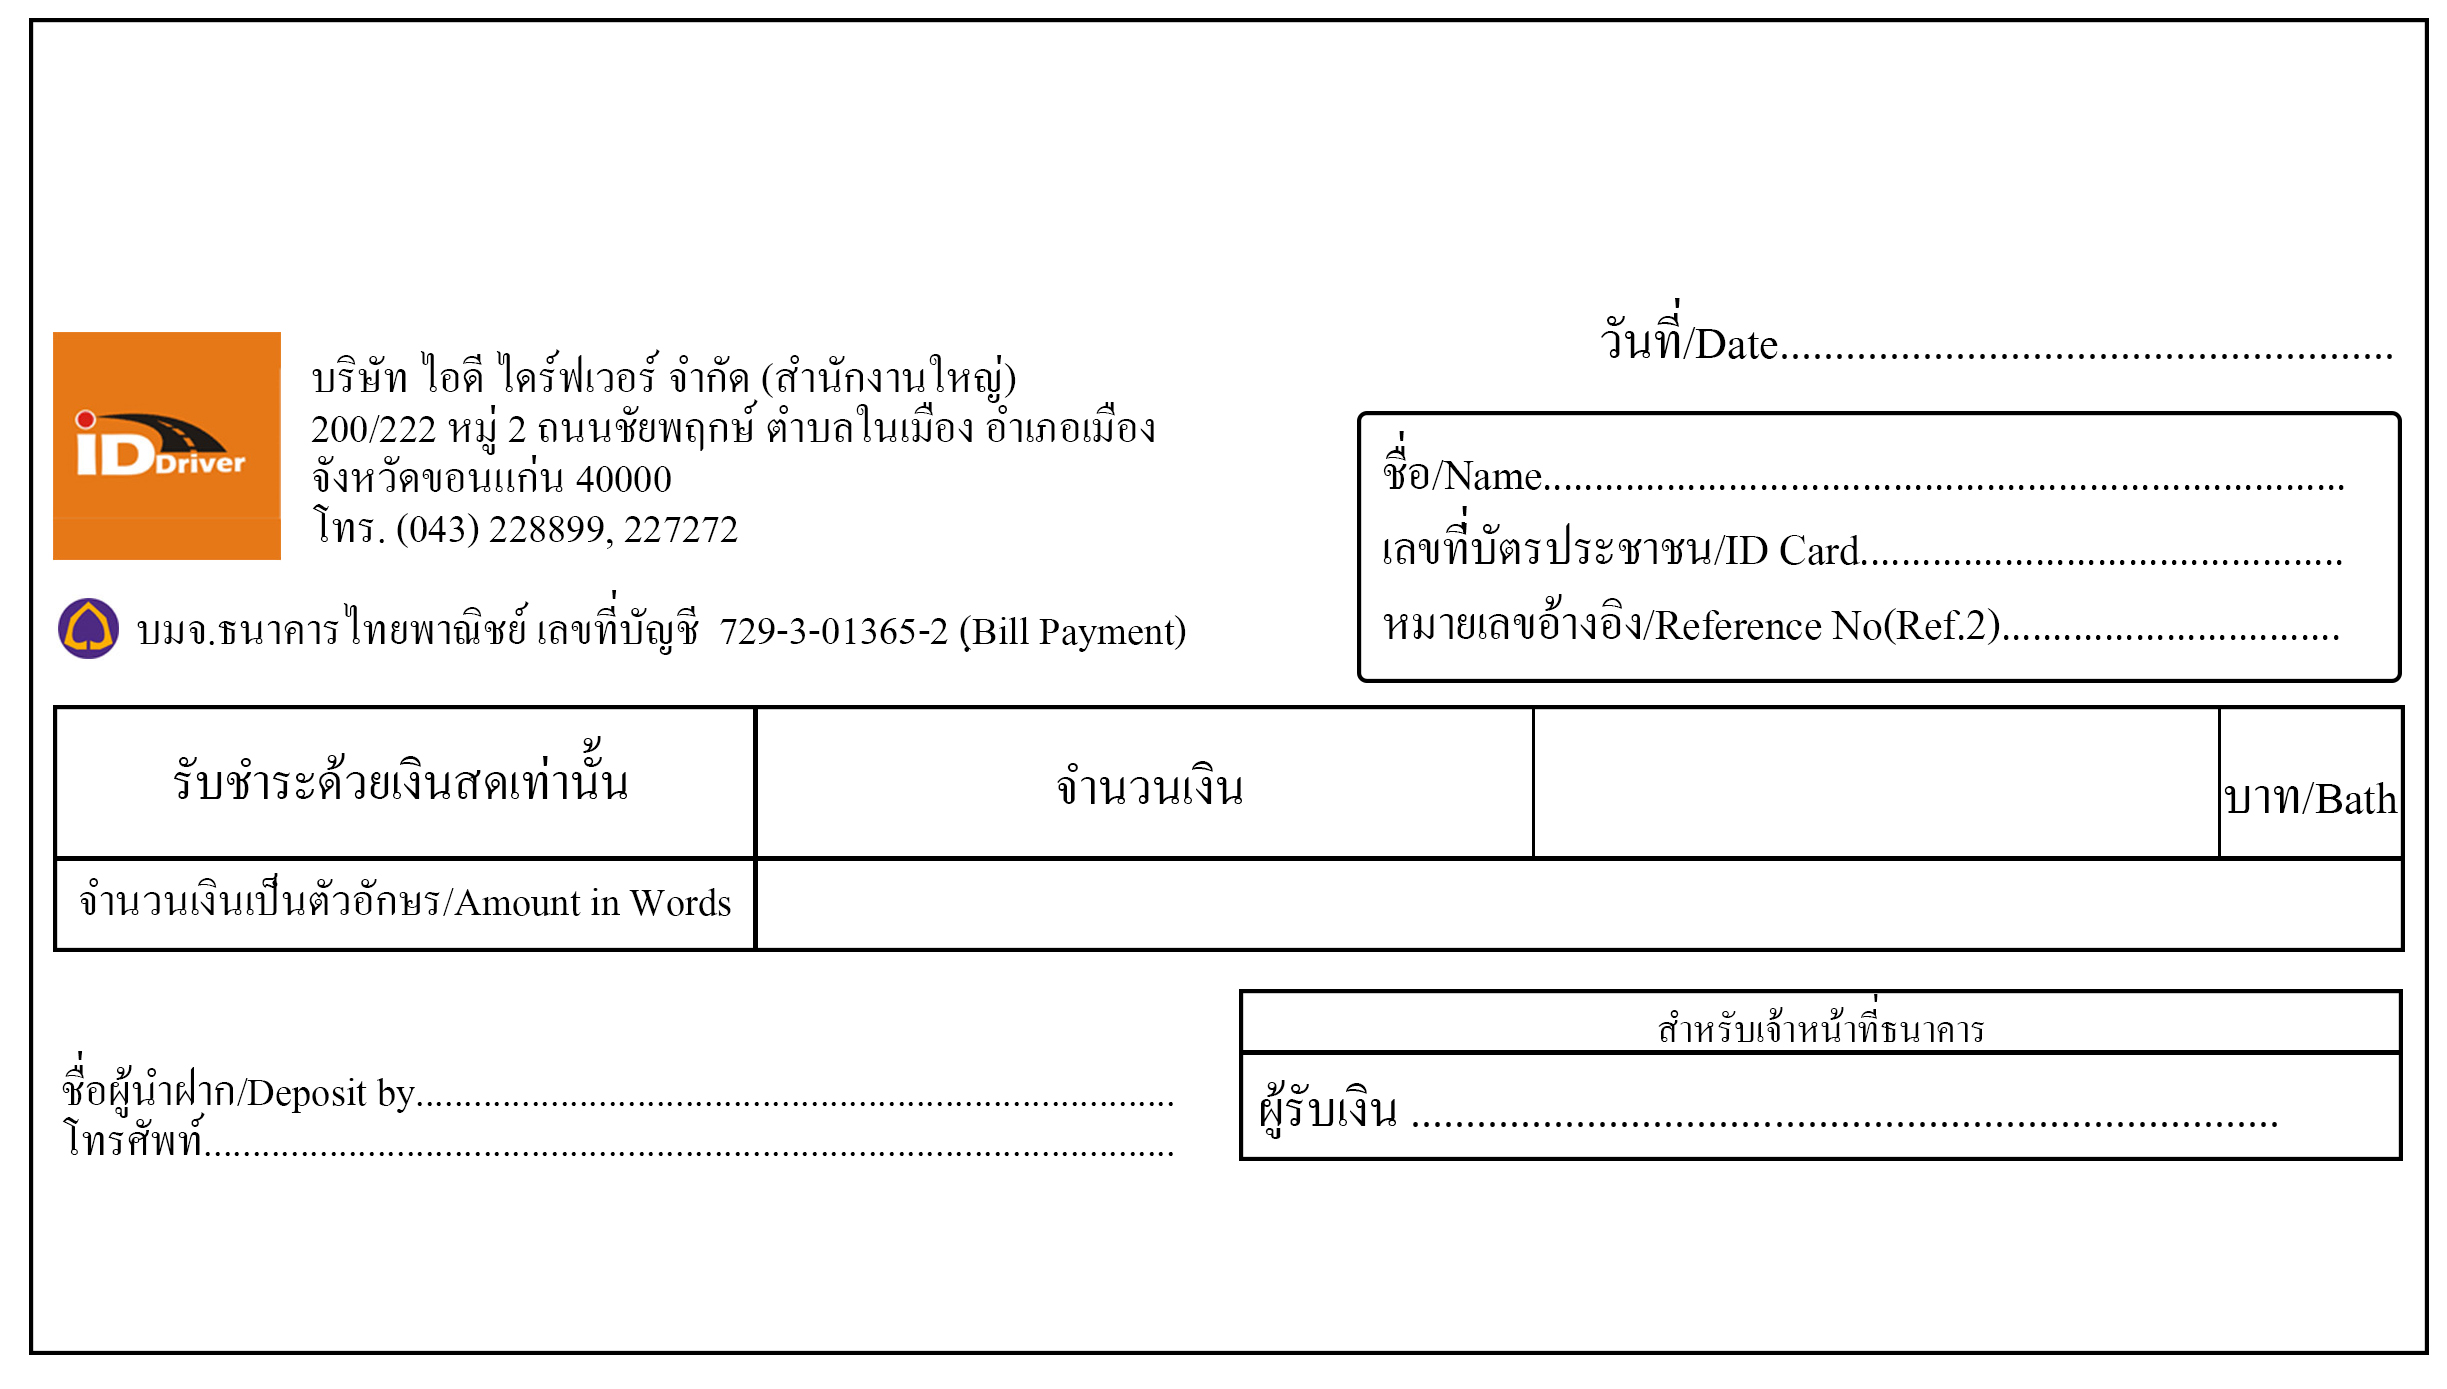 วันที่/Date........................................................
iD Driver
บริษัท ไอดี ไดร์ฟเวอร์ จำกัด (สำนักงานใหญ่)
200/222 หมู่ 2 ถนนชัยพฤกษ์ ตำบลในเมือง อำเภอเมือง
จังหวัดขอนแก่น 40000
โทร. (043) 228899, 227272
ชื่อ/Name..............................................................................
เลขที่บัตรประชาชน/ID Card...............................................
หมายเลขอ้างอิง/Reference No(Ref.2).................................
บมจ.ธนาคารไทยพาณิชย์ เลขที่บัญชี 729-3-01365-2 (Bill Payment)
รับชำระด้วยเงินสดเท่านั้น
จำนวนเงิน
บาท/Bath
จำนวนเงินเป็นตัวอักษร/Amount in Words
สำหรับเจ้าหน้าที่ธนาคาร
ชื่อผู้นำฝาก/Deposit by..............................................................................
โทรศัพท์....................................................................................................
ผู้รับเงิน ...............................................................................